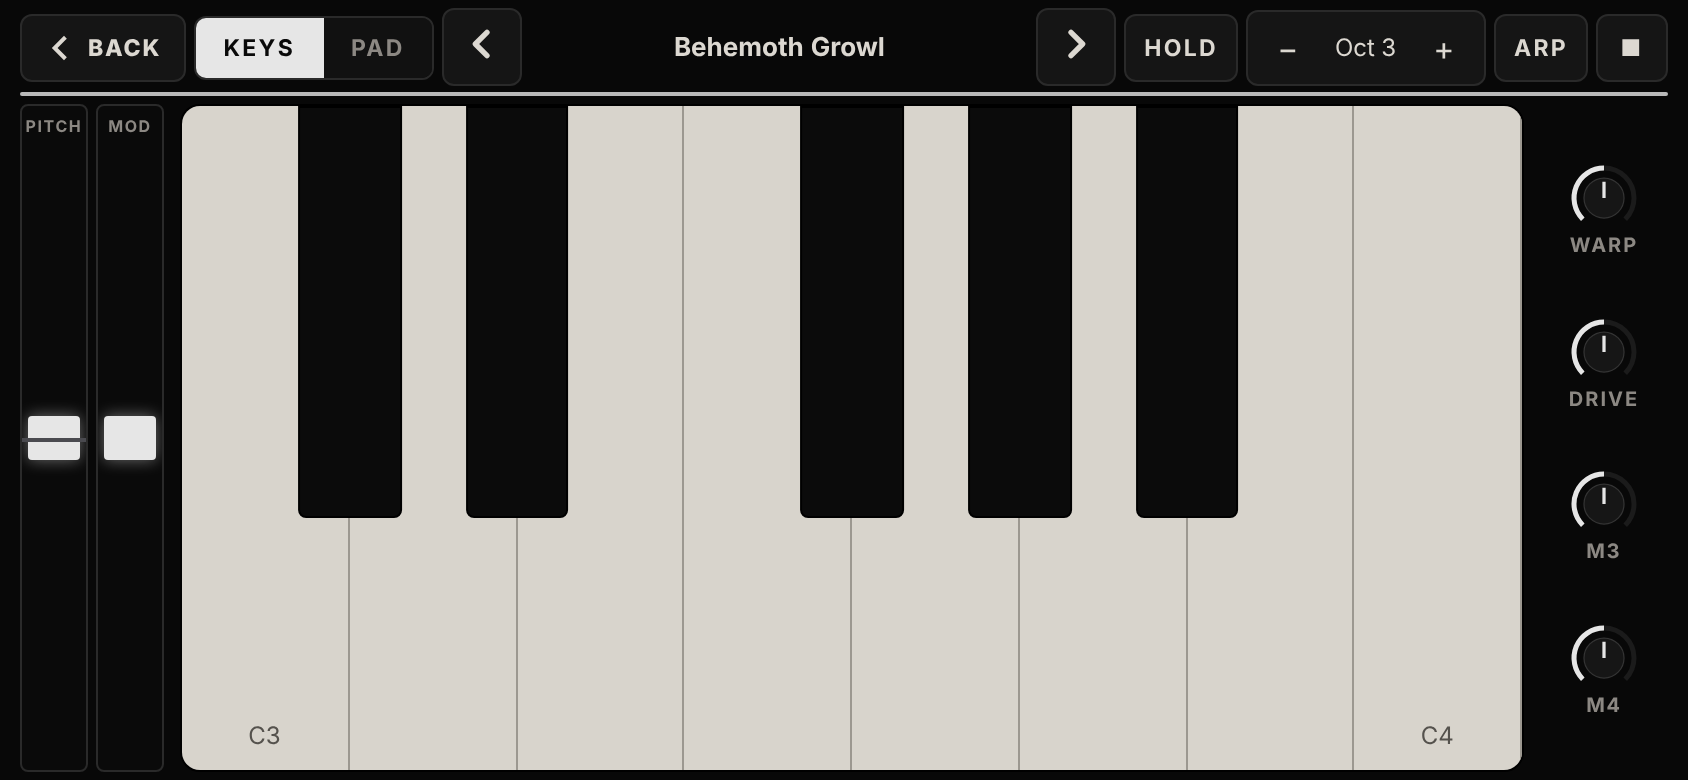 BACK KEYS PAD Behemoth Growl HOLD – Oct 3 + ARP
PITCH MOD
WARP
DRIVE
M3
M4
C3 C4